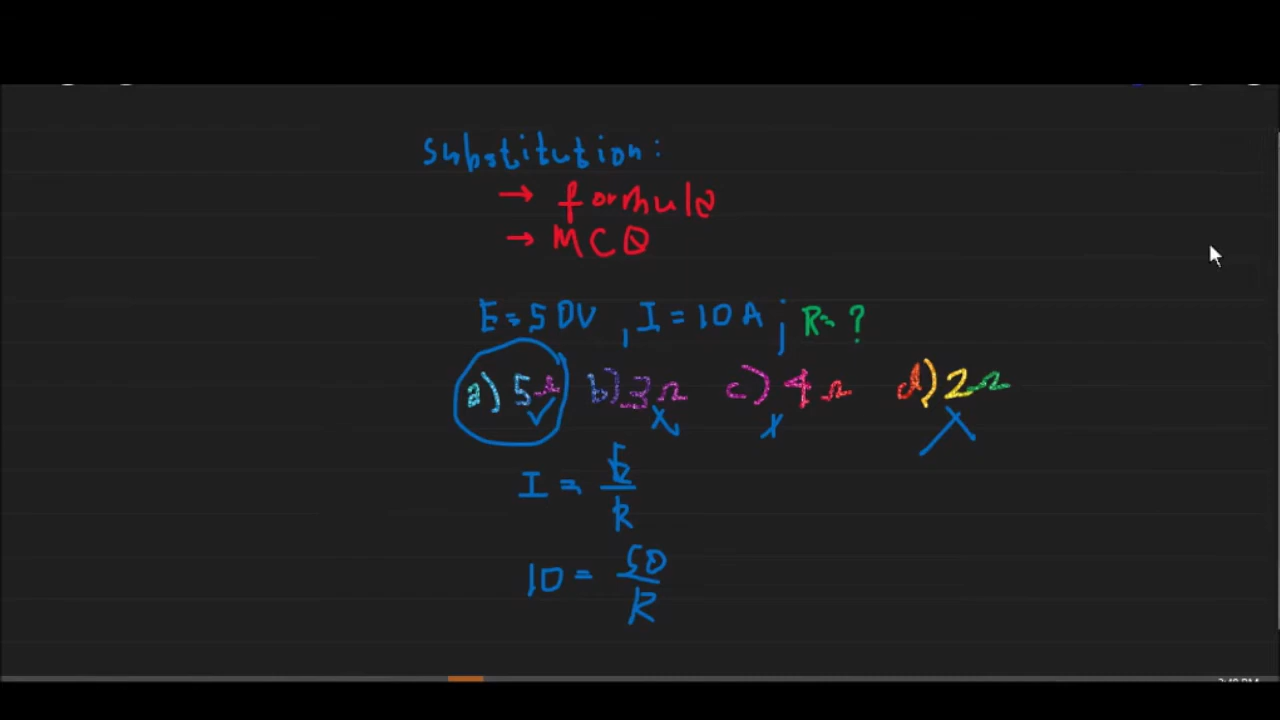 Substitution:
→ formula
→ MCQ
E = 50V, I = 10A; R = ?
a) 5Ω b) 3Ω c) 4Ω d) 2Ω
I = E/R
10 = 50/R